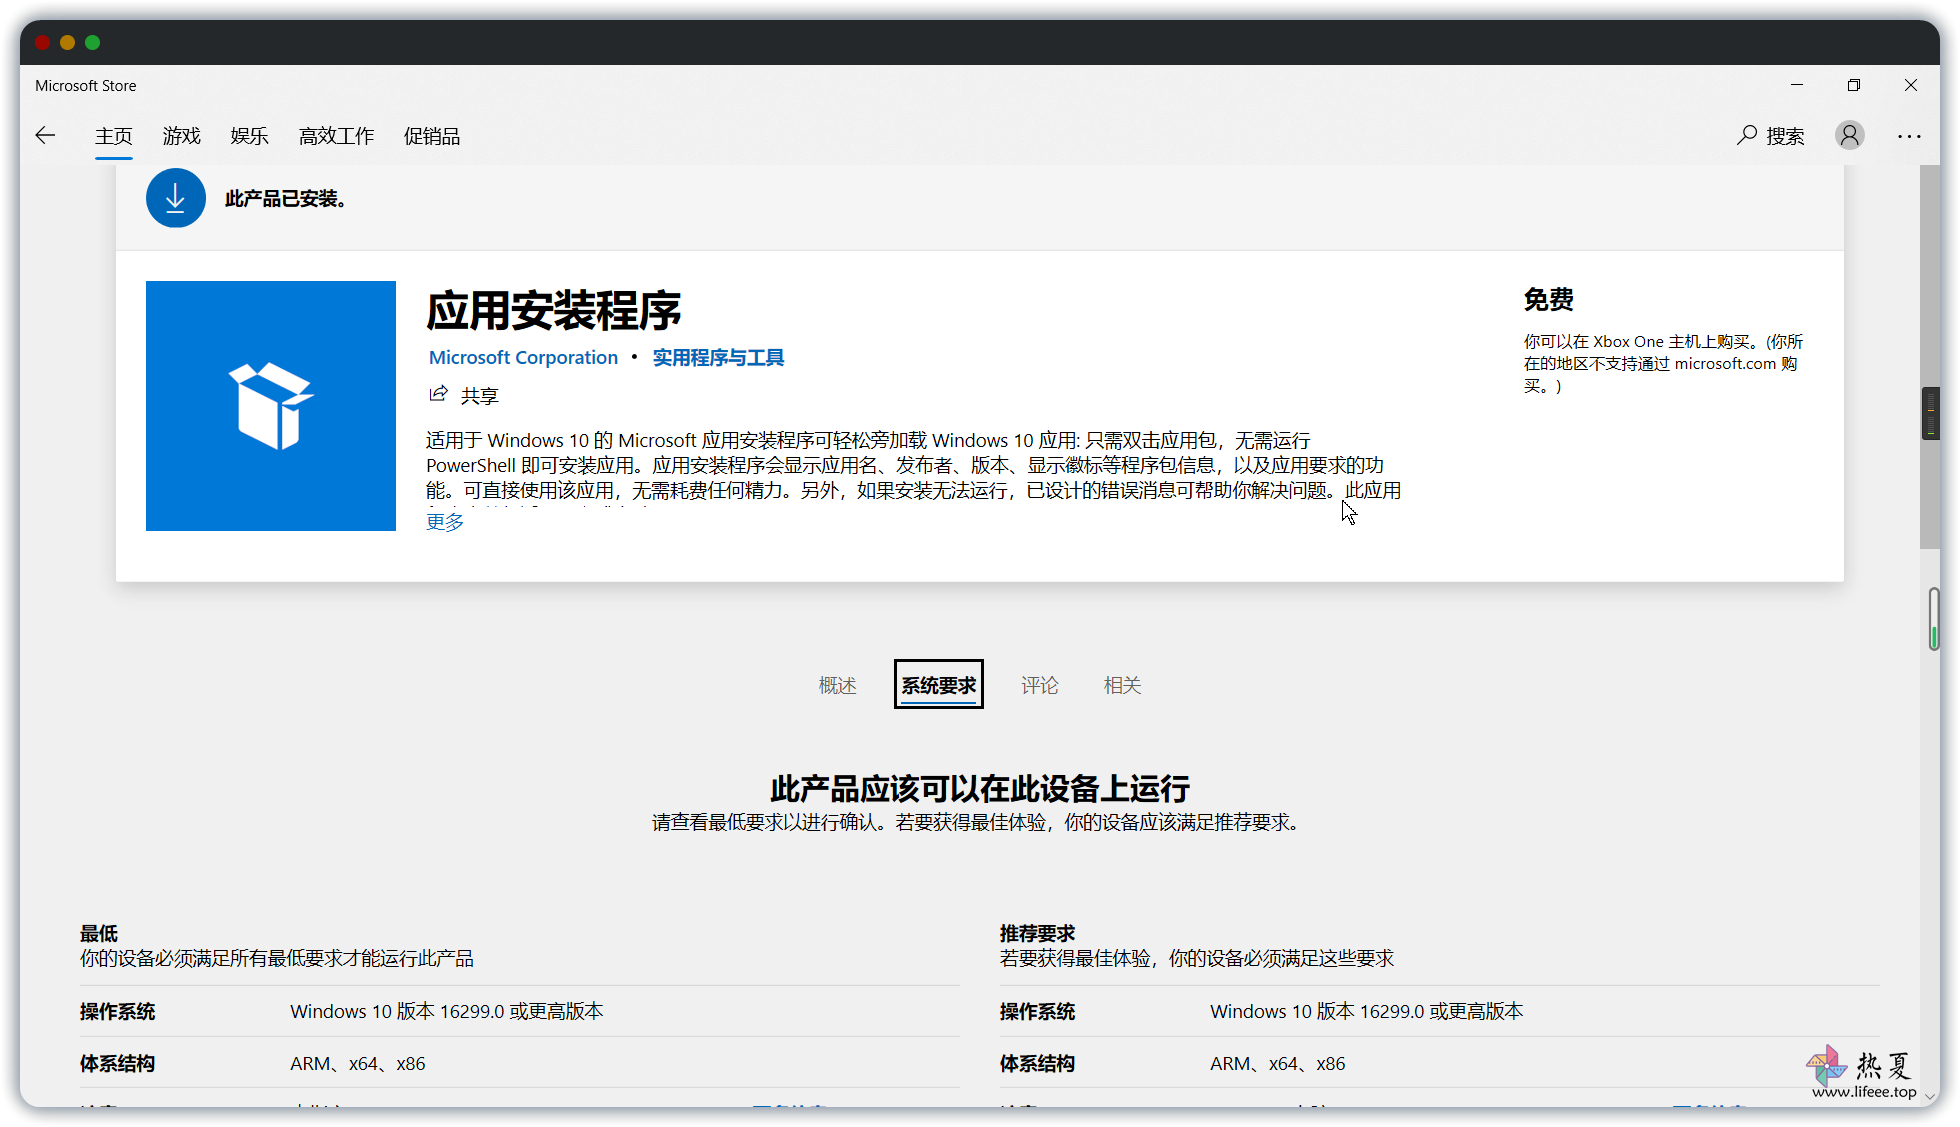 Microsoft Store
主页 游戏 娱乐 高效工作 促销品 搜索
此产品已安装。
应用安装程序
Microsoft Corporation • 实用程序与工具
共享
适用于 Windows 10 的 Microsoft 应用安装程序可轻松旁加载 Windows 10 应用: 只需双击应用包，无需运行
PowerShell 即可安装应用。应用安装程序会显示应用名、发布者、版本、显示徽标等程序包信息，以及应用要求的功
能。可直接使用该应用，无需耗费任何精力。另外，如果安装无法运行，已设计的错误消息可帮助你解决问题。此应用
更多
免费
你可以在 Xbox One 主机上购买。(你所
在的地区不支持通过 microsoft.com 购
买。)
概述 系统要求 评论 相关
此产品应该可以在此设备上运行
请查看最低要求以进行确认。若要获得最佳体验，你的设备应该满足推荐要求。
最低
你的设备必须满足所有最低要求才能运行此产品
操作系统 Windows 10 版本 16299.0 或更高版本
体系结构 ARM、x64、x86
推荐要求
若要获得最佳体验，你的设备必须满足这些要求
操作系统 Windows 10 版本 16299.0 或更高版本
体系结构 ARM、x64、x86
热夏
www.lifeee.top